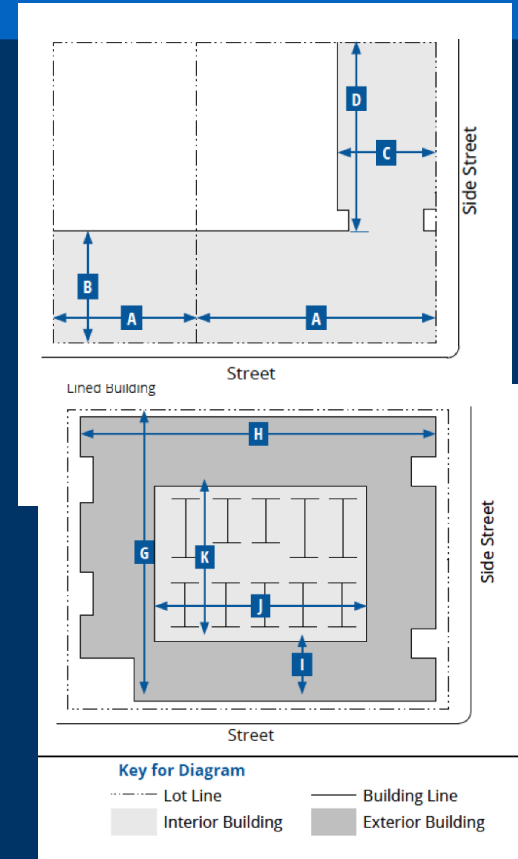 D
C
Side Street
B
A A
Street
Lined Building
H
Side Street
G K
J
I
Street
Key for Diagram
Lot Line Building Line
Interior Building Exterior Building